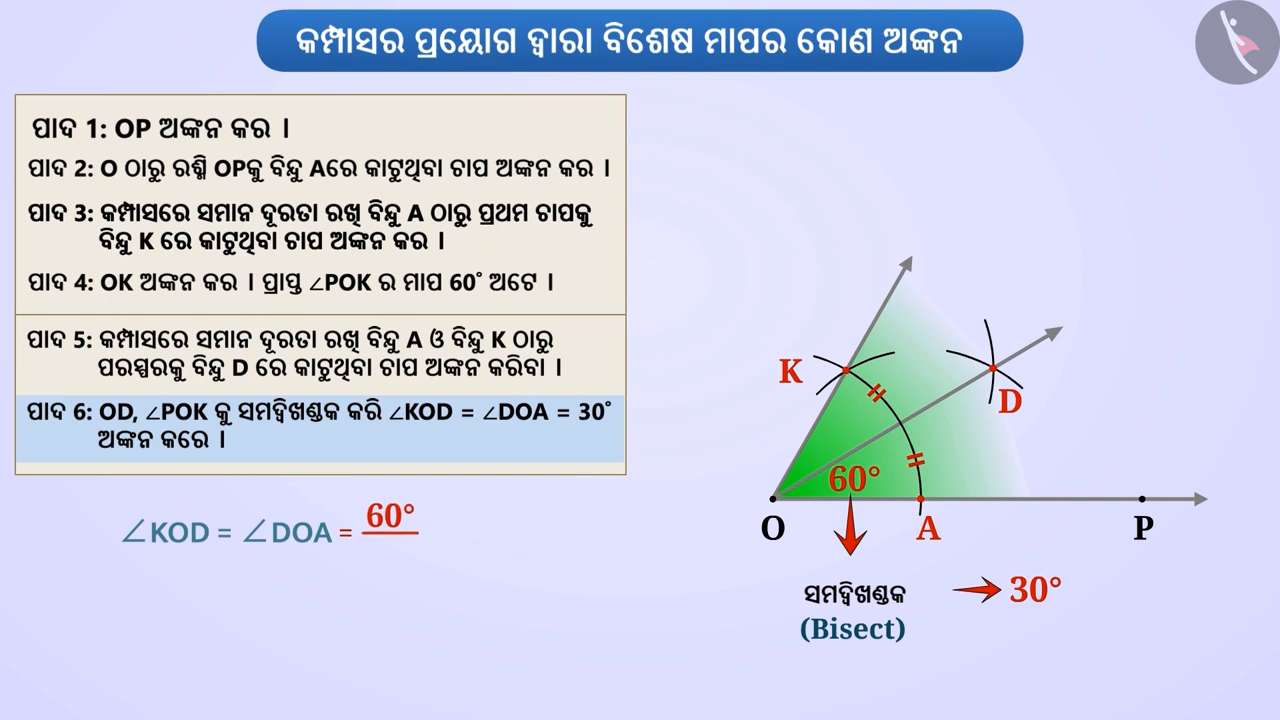 କମ୍ପାସର ପ୍ରୟୋଗ ଦ୍ୱାରା ବିଶେଷ ମାପର କୋଣ ଅଙ୍କନ
ପାଦ 1: OP ଅଙ୍କନ କର ।
ପାଦ 2: O ଠାରୁ ରଶ୍ମି OPକୁ ବିନ୍ଦୁ Aରେ କାଟୁଥିବା ଚାପ ଅଙ୍କନ କର ।
ପାଦ 3: କମ୍ପାସରେ ସମାନ ଦୂରତା ରଖି ବିନ୍ଦୁ A ଠାରୁ ପ୍ରଥମ ଚାପକୁ
ବିନ୍ଦୁ K ରେ କାଟୁଥିବା ଚାପ ଅଙ୍କନ କର ।
ପାଦ 4: OK ଅଙ୍କନ କର । ପ୍ରାପ୍ତ ∠POK ର ମାପ 60° ଅଟେ ।
ପାଦ 5: କମ୍ପାସରେ ସମାନ ଦୂରତା ରଖି ବିନ୍ଦୁ A ଓ ବିନ୍ଦୁ K ଠାରୁ
ପରସ୍ପରକୁ ବିନ୍ଦୁ D ରେ କାଟୁଥିବା ଚାପ ଅଙ୍କନ କରିବା ।
ପାଦ 6: OD, ∠POK କୁ ସମଦ୍ୱିଖଣ୍ଡକ କରି ∠KOD = ∠DOA = 30°
ଅଙ୍କନ କରେ ।
∠KOD = ∠DOA = 60°
K
D
60°
O
A
P
ସମଦ୍ୱିଖଣ୍ଡକ
30°
(Bisect)